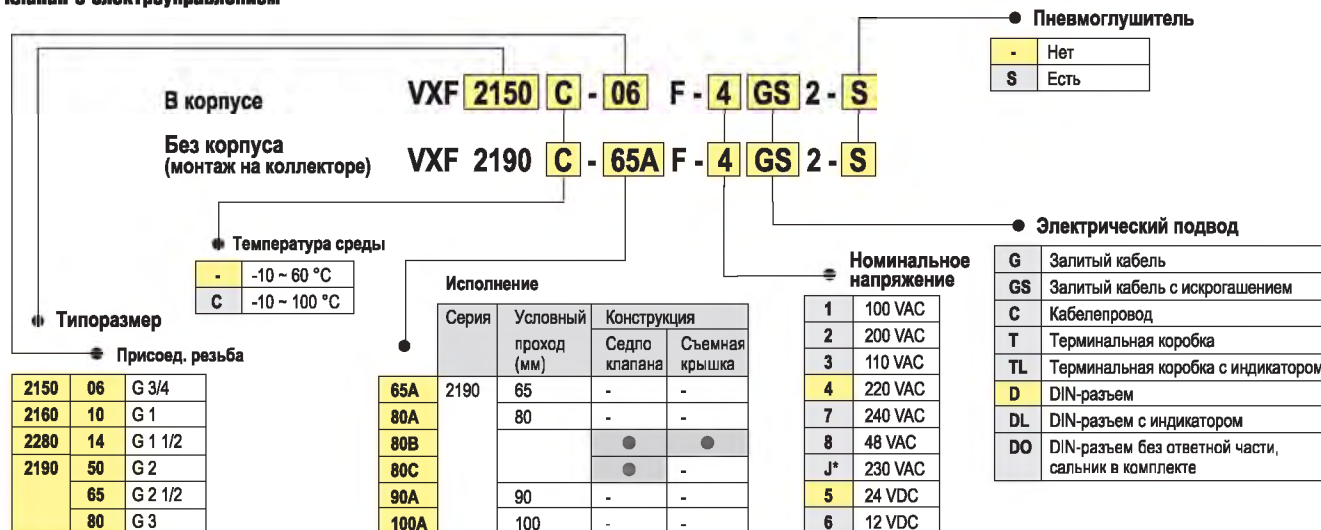 Клапан с электроуправлением
Пневмоглушитель
- Нет
S Есть
В корпусе VXF 2150 C - 06 F - 4 GS 2 - S
Без корпуса
(монтаж на коллекторе) VXF 2190 C - 65A F - 4 GS 2 - S
Температура среды
- -10 ~ 60 °C
C -10 ~ 100 °C
Типоразмер
Присоед. резьба
2150 06 G 3/4
2160 10 G 1
2280 14 G 1 1/2
2190 50 G 2
65 G 2 1/2
80 G 3
Исполнение
Серия Условный проход (мм) Конструкция
Седло клапана Съемная крышка
65A 2190 65 - -
80A 80 - -
80B ● ●
80C ● -
90A 90 - -
100A 100 - -
Номинальное
напряжение
1 100 VAC
2 200 VAC
3 110 VAC
4 220 VAC
7 240 VAC
8 48 VAC
J* 230 VAC
5 24 VDC
6 12 VDC
Электрический подвод
G Залитый кабель
GS Залитый кабель с искрогашением
C Кабелепровод
T Терминальная коробка
TL Терминальная коробка с индикатором
D DIN-разъем
DL DIN-разъем с индикатором
DO DIN-разъем без ответной части,
сальник в комплекте